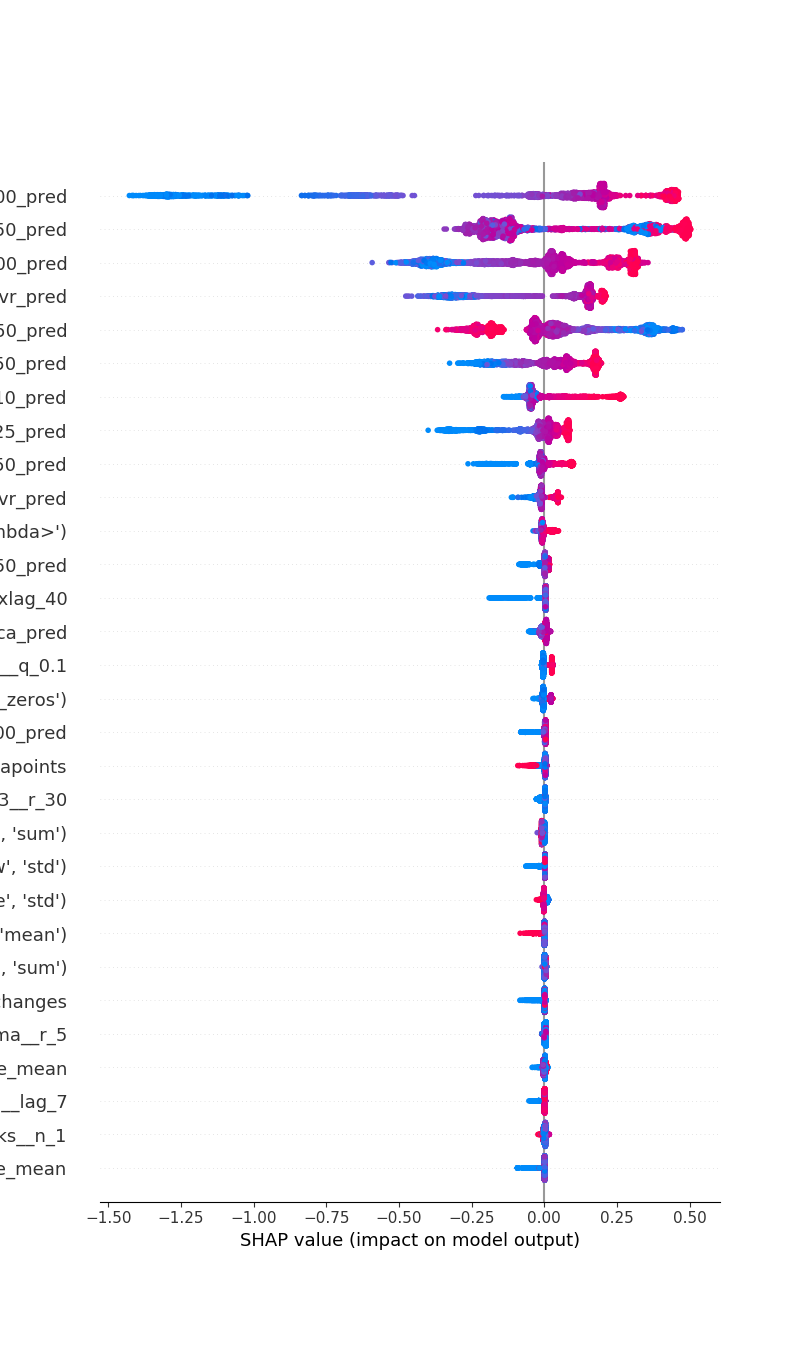 00_pred
50_pred
00_pred
vr_pred
50_pred
50_pred
10_pred
25_pred
50_pred
vr_pred
nbda>')
50_pred
xlag_40
ca_pred
__q_0.1
_zeros')
00_pred
apoints
3__r_30
, 'sum')
v', 'std')
e', 'std')
'mean')
, 'sum')
changes
na__r_5
e_mean
__lag_7
ks__n_1
e_mean
−1.50 −1.25 −1.00 −0.75 −0.50 −0.25 0.00 0.25 0.50
SHAP value (impact on model output)